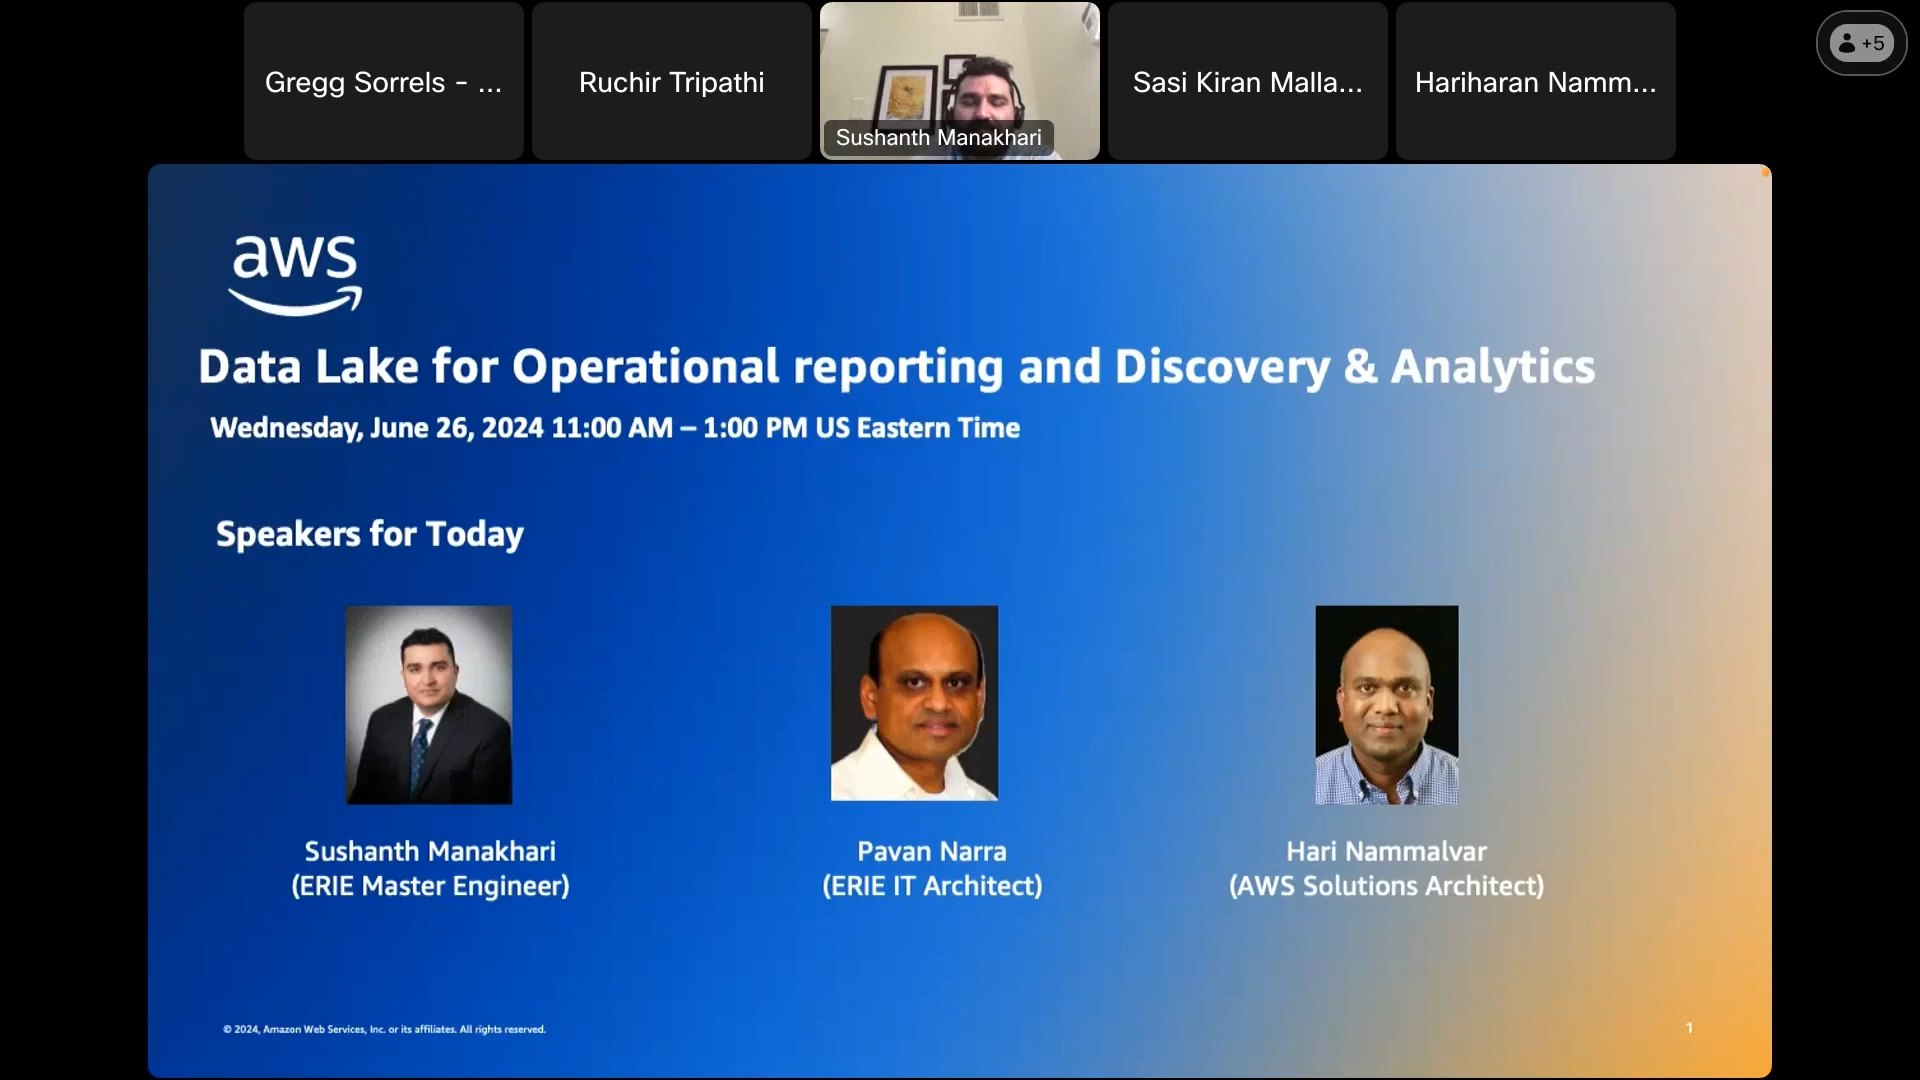 Gregg Sorrels - ...
Ruchir Tripathi
Sushanth Manakhari
Sasi Kiran Malla...
Hariharan Namm...
+5
aws
Data Lake for Operational reporting and Discovery & Analytics
Wednesday, June 26, 2024 11:00 AM – 1:00 PM US Eastern Time
Speakers for Today
Sushanth Manakhari
(ERIE Master Engineer)
Pavan Narra
(ERIE IT Architect)
Hari Nammalvar
(AWS Solutions Architect)
© 2024, Amazon Web Services, Inc. or its affiliates. All rights reserved.
1